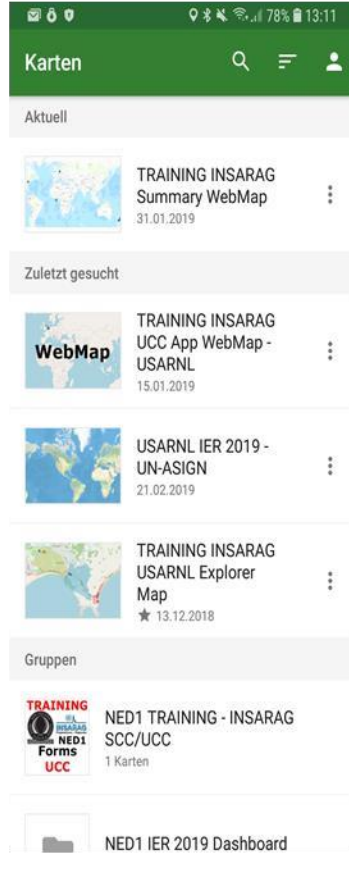 78% 13:11
Karten
Aktuell
TRAINING INSARAG
Summary WebMap
31.01.2019
Zuletzt gesucht
WebMap
TRAINING INSARAG
UCC App WebMap -
USARNL
15.01.2019
USARNL IER 2019 -
UN-ASIGN
21.02.2019
TRAINING INSARAG
USARNL Explorer
Map
13.12.2018
Gruppen
TRAINING
INSARAG
NED1
Forms
UCC
NED1 TRAINING - INSARAG
SCC/UCC
1 Karten
NED1 IER 2019 Dashboard